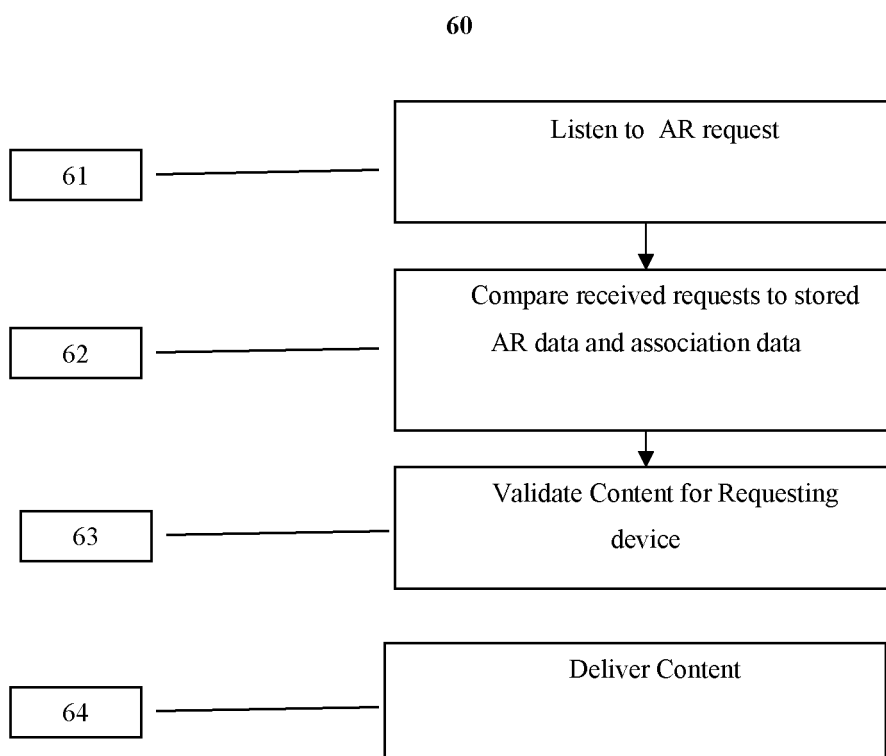 60
Listen to AR request
61
Compare received requests to stored
AR data and association data
62
Validate Content for Requesting
device
63
Deliver Content
64